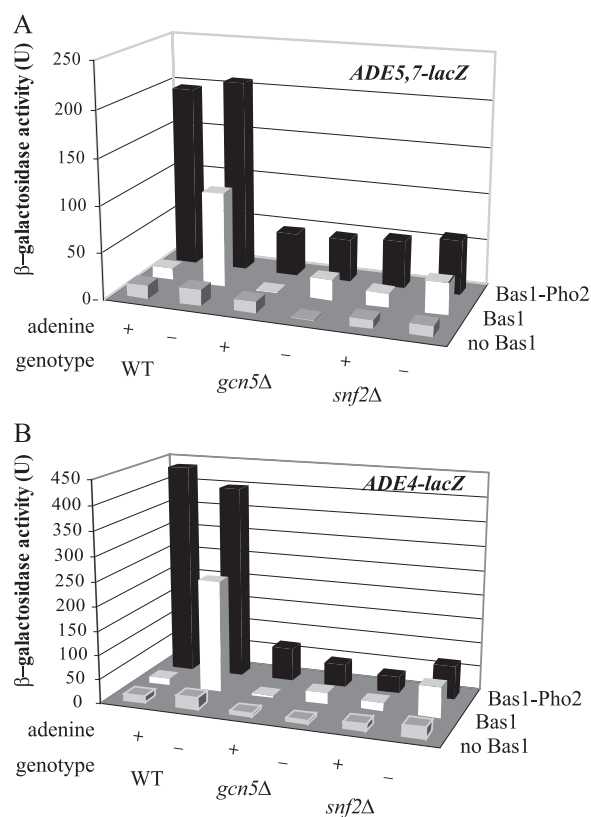 A
β–galactosidase activity (U)
250
200
150
100
50
0
ADE5,7-lacZ
Bas1-Pho2
Bas1
no Bas1
adenine + – + – + –
genotype WT gcn5Δ snf2Δ
B
β–galactosidase activity (U)
450
400
350
300
250
200
150
100
50
0
ADE4-lacZ
Bas1-Pho2
Bas1
no Bas1
adenine + – + – + –
genotype WT gcn5Δ snf2Δ